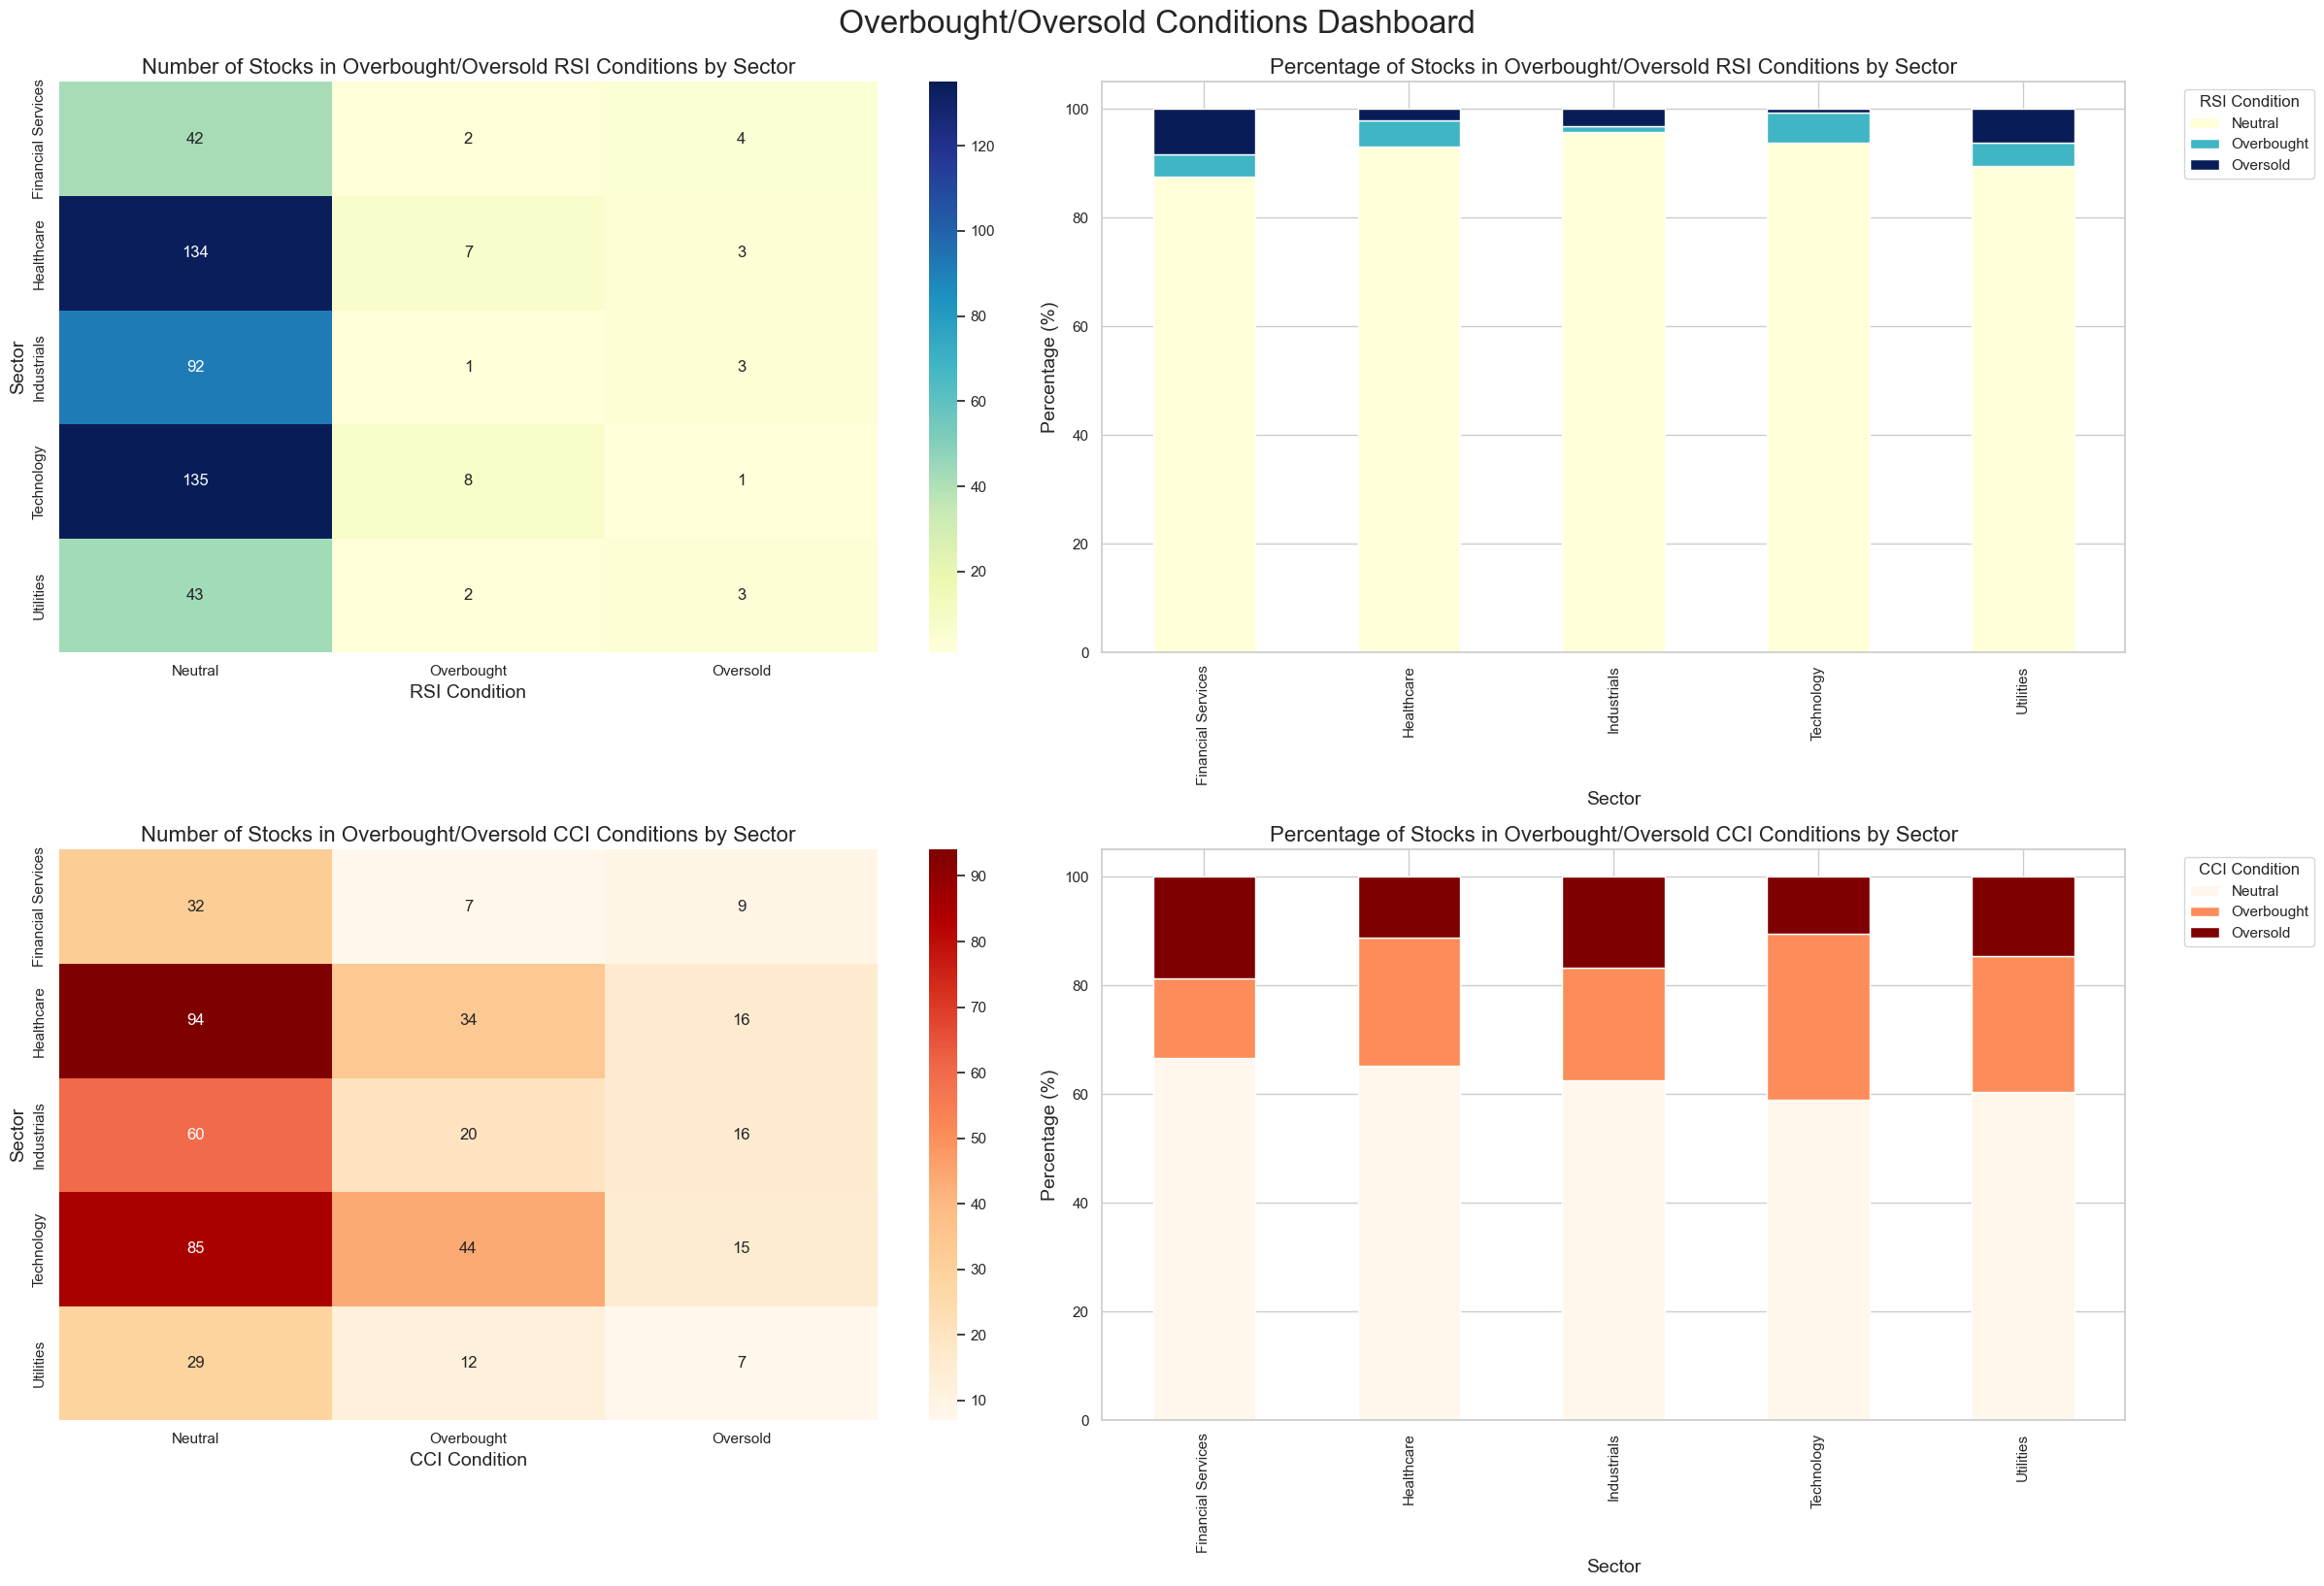 Overbought/Oversold Conditions Dashboard
Number of Stocks in Overbought/Oversold RSI Conditions by Sector
Sector
Financial Services
42
2
4
Healthcare
134
7
3
Industrials
92
1
3
Technology
135
8
1
Utilities
43
2
3
Neutral
Overbought
Oversold
RSI Condition
120
100
80
60
40
20
Percentage of Stocks in Overbought/Oversold RSI Conditions by Sector
Percentage (%)
100
80
60
40
20
0
Financial Services
Healthcare
Industrials
Technology
Utilities
Sector
RSI Condition
Neutral
Overbought
Oversold
Number of Stocks in Overbought/Oversold CCI Conditions by Sector
Sector
Financial Services
32
7
9
Healthcare
94
34
16
Industrials
60
20
16
Technology
85
44
15
Utilities
29
12
7
Neutral
Overbought
Oversold
CCI Condition
90
80
70
60
50
40
30
20
10
Percentage of Stocks in Overbought/Oversold CCI Conditions by Sector
Percentage (%)
100
80
60
40
20
0
Financial Services
Healthcare
Industrials
Technology
Utilities
Sector
CCI Condition
Neutral
Overbought
Oversold